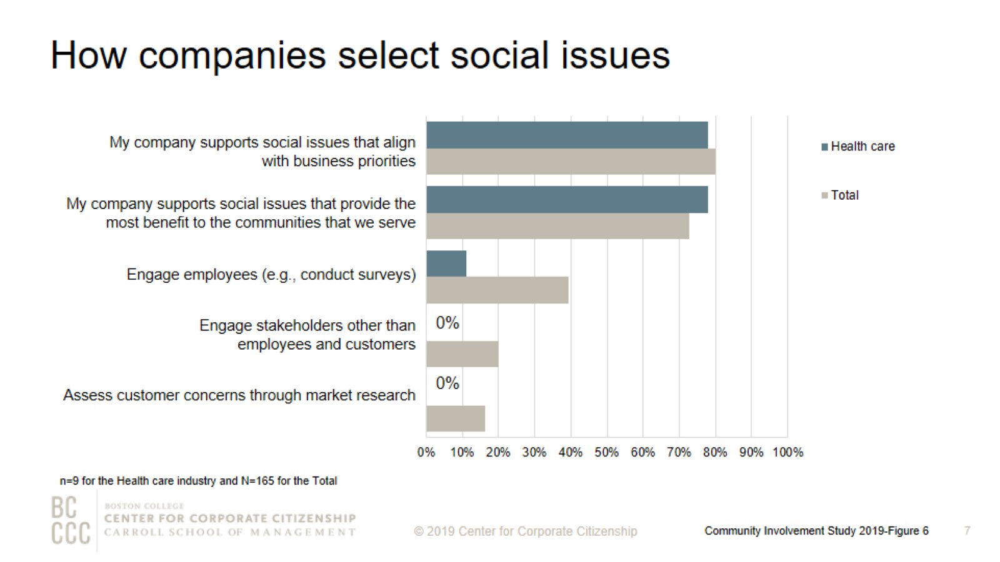 How companies select social issues
My company supports social issues that align
with business priorities
My company supports social issues that provide the
most benefit to the communities that we serve
Engage employees (e.g., conduct surveys)
Engage stakeholders other than
employees and customers
Assess customer concerns through market research
0%
0%
0% 10% 20% 30% 40% 50% 60% 70% 80% 90% 100%
Health care
Total
n=9 for the Health care industry and N=165 for the Total
BC
CCC
BOSTON COLLEGE
CENTER FOR CORPORATE CITIZENSHIP
CARROLL SCHOOL OF MANAGEMENT
© 2019 Center for Corporate Citizenship
Community Involvement Study 2019-Figure 6
7